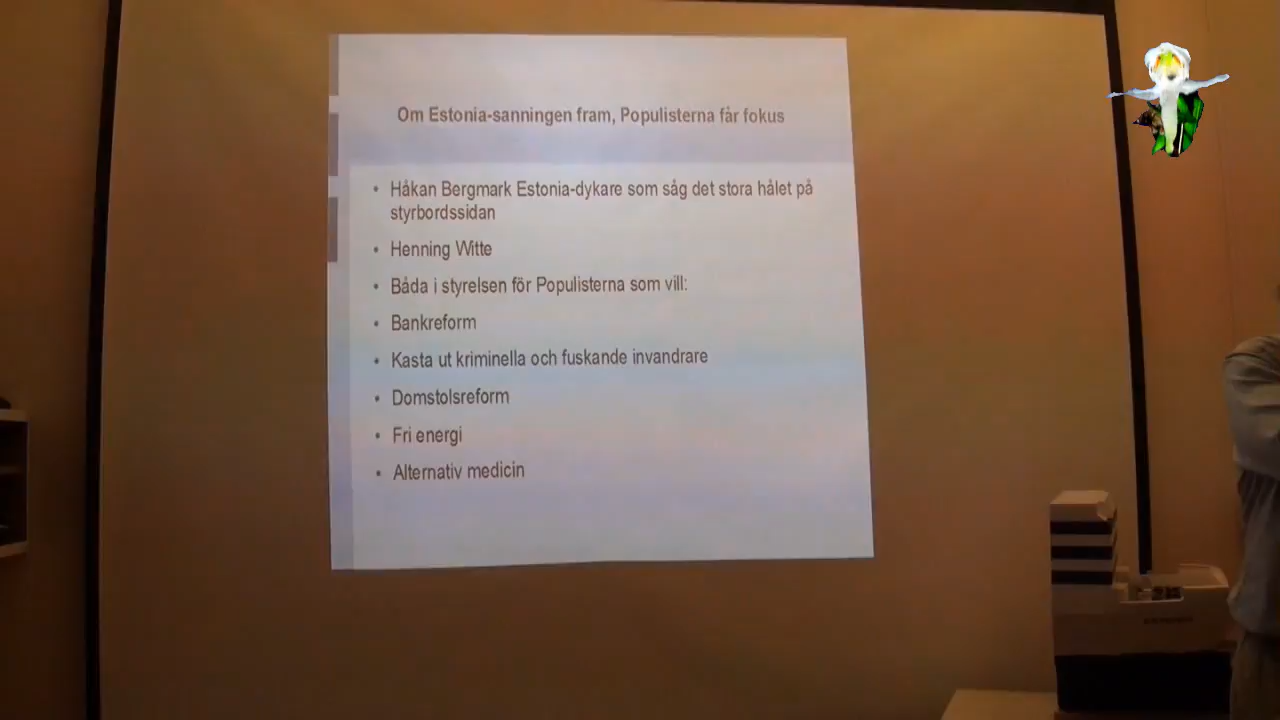 Om Estonia-sanningen fram, Populisterna får fokus
• Håkan Bergmark Estonia-dykare som såg det stora hålet på
styrbordssidan
• Henning Witte
• Båda i styrelsen för Populisterna som vill:
• Bankreform
• Kasta ut kriminella och fuskande invandrare
• Domstolsreform
• Fri energi
• Alternativ medicin